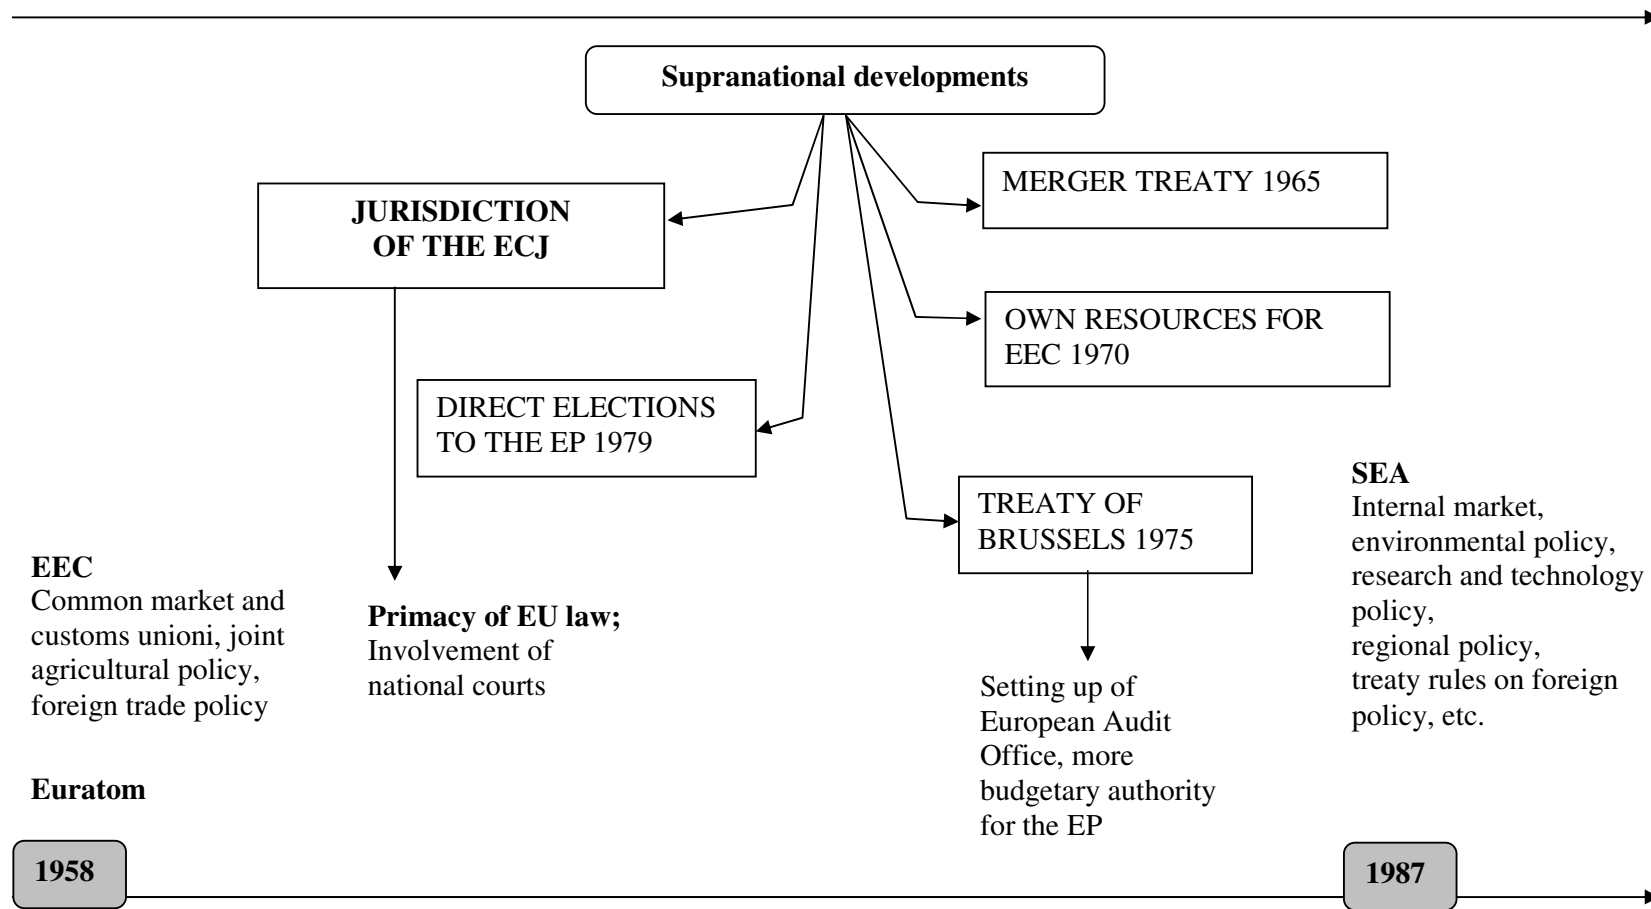 Supranational developments
JURISDICTION
OF THE ECJ
MERGER TREATY 1965
OWN RESOURCES FOR
EEC 1970
DIRECT ELECTIONS
TO THE EP 1979
TREATY OF
BRUSSELS 1975
SEA
Internal market,
environmental policy,
research and technology
policy,
regional policy,
treaty rules on foreign
policy, etc.
EEC
Common market and
customs unioni, joint
agricultural policy,
foreign trade policy
Primacy of EU law;
Involvement of
national courts
Setting up of
European Audit
Office, more
budgetary authority
for the EP
Euratom
1958
1987